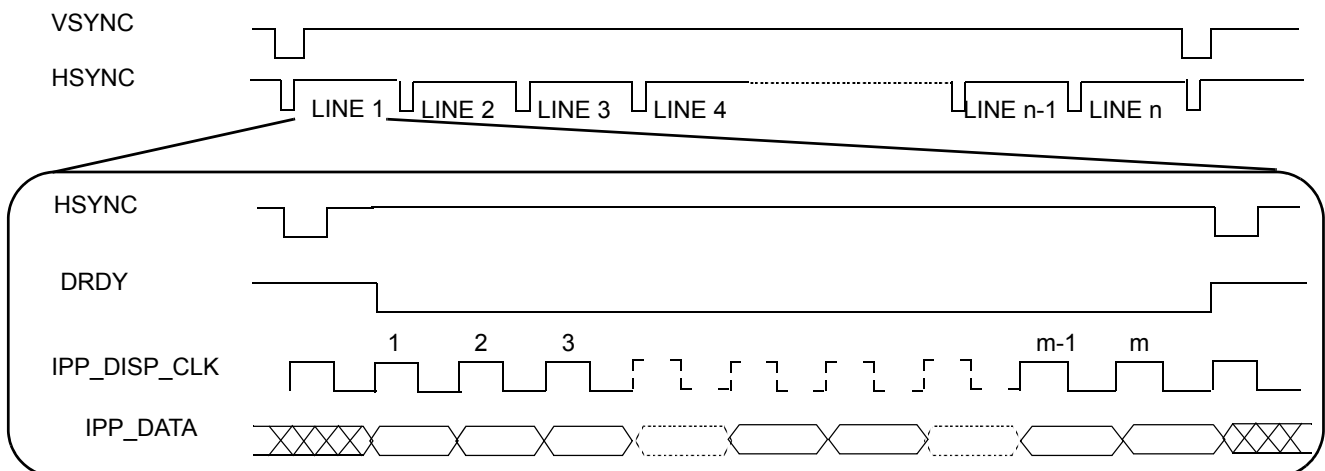 VSYNC
HSYNC
LINE 1 LINE 2 LINE 3 LINE 4 LINE n-1 LINE n
HSYNC
DRDY
1 2 3 m-1 m
IPP_DISP_CLK
IPP_DATA